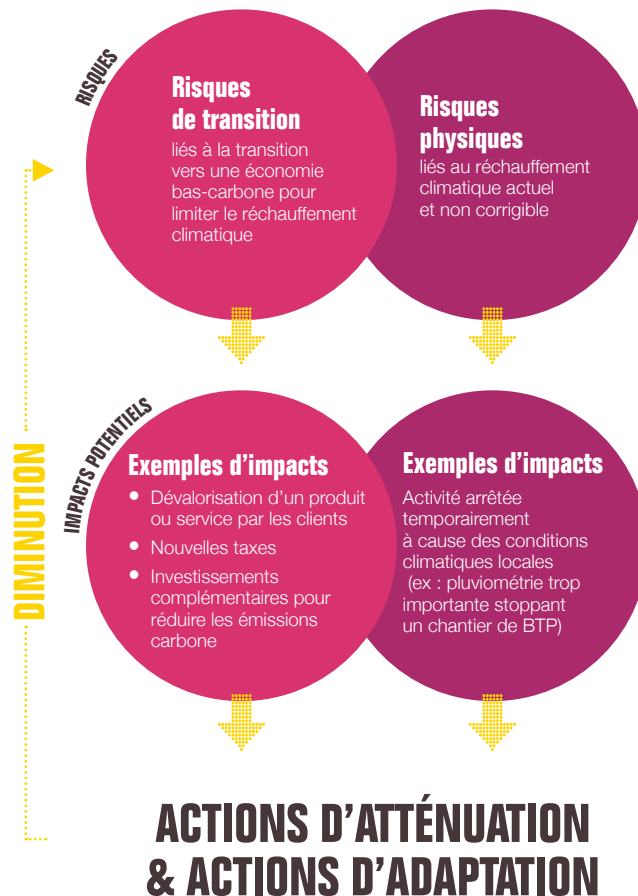 RISQUES
Risques
de transition
liés à la transition
vers une économie
bas-carbone pour
limiter le réchauffement
climatique
Risques
physiques
liés au réchauffement
climatique actuel
et non corrigible
DIMINUTION
IMPACTS POTENTIELS
Exemples d’impacts
• Dévalorisation d’un produit
ou service par les clients
• Nouvelles taxes
• Investissements
complémentaires pour
réduire les émissions
carbone
Exemples d’impacts
Activité arrêtée
temporairement
à cause des conditions
climatiques locales
(ex : pluviométrie trop
importante stoppant
un chantier de BTP)
ACTIONS D’ATTÉNUATION
& ACTIONS D’ADAPTATION